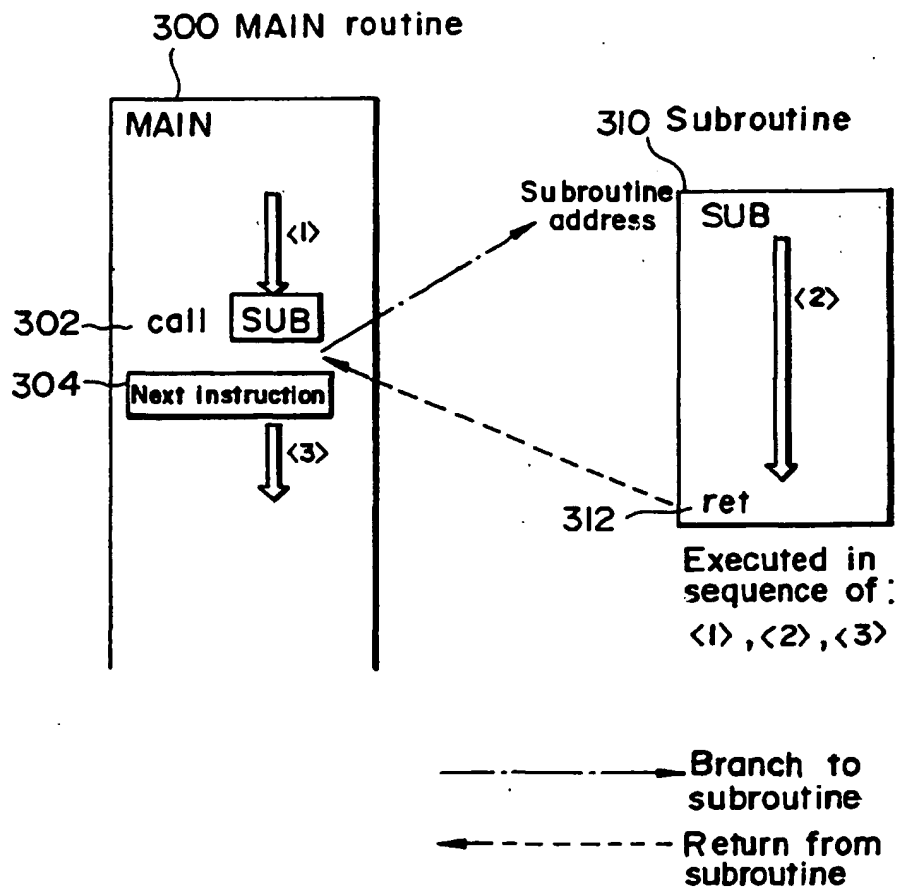 300 MAIN routine
MAIN
310 Subroutine
Subroutine
address
SUB
<1>
<2>
302 call SUB
304 Next instruction
<3>
312 ret
Executed in
sequence of :
<1>, <2>, <3>
Branch to
subroutine
Return from
subroutine